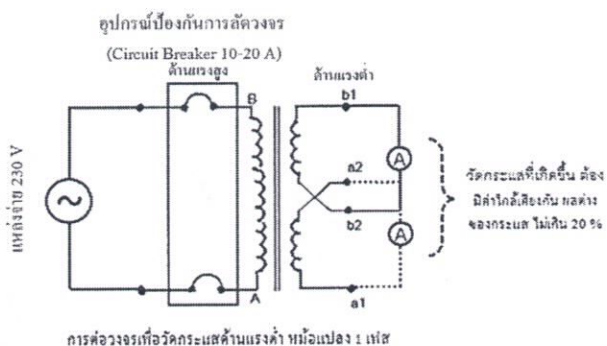 อุปกรณ์ป้องกันการลัดวงจร
(Circuit Breaker 10-20 A)
ด้านแรงสูง
ด้านแรงต่ำ
B
b1
A
a2
b2
A
a1
A
แหล่งจ่าย 230 V
วัดกระแสที่เกิดขึ้น ต้อง
มีค่าใกล้เคียงกัน ผลต่าง
ของกระแส ไม่เกิน 20 %
การต่อวงจรเพื่อวัดกระแสด้านแรงต่ำ หม้อแปลง 1 เฟส